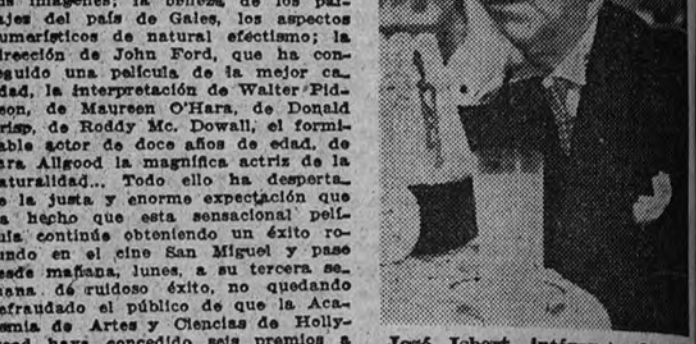 imágenes; la belleza de los pai-
ajes del país de Gales, los aspectos
umorísticos de natural efectismo; la
irección de John Ford, que ha con-
eguido una película de la mejor ca-
dad, la interpretación de Walter Pid-
eon, de Maureen O'Hara, de Donald
risp, de Roddy Mc. Dowall, el formi-
able actor de doce años de edad, de
ara Allgood la magnífica actriz de la
aturalidad... Todo ello ha desperta-
o la justa y enorme expectación que
a hecho que esta sensacional pelí-
ula continúe obteniendo un éxito ro-
undo en el cine San Miguel y pase
esde mañana, lunes, a su tercera se-
ana de ruidoso éxito, no quedando
efraudado el público de que la Aca-
emia de Artes y Ciencias de Holly-
ood haya concedido seis premios a
José Isbert